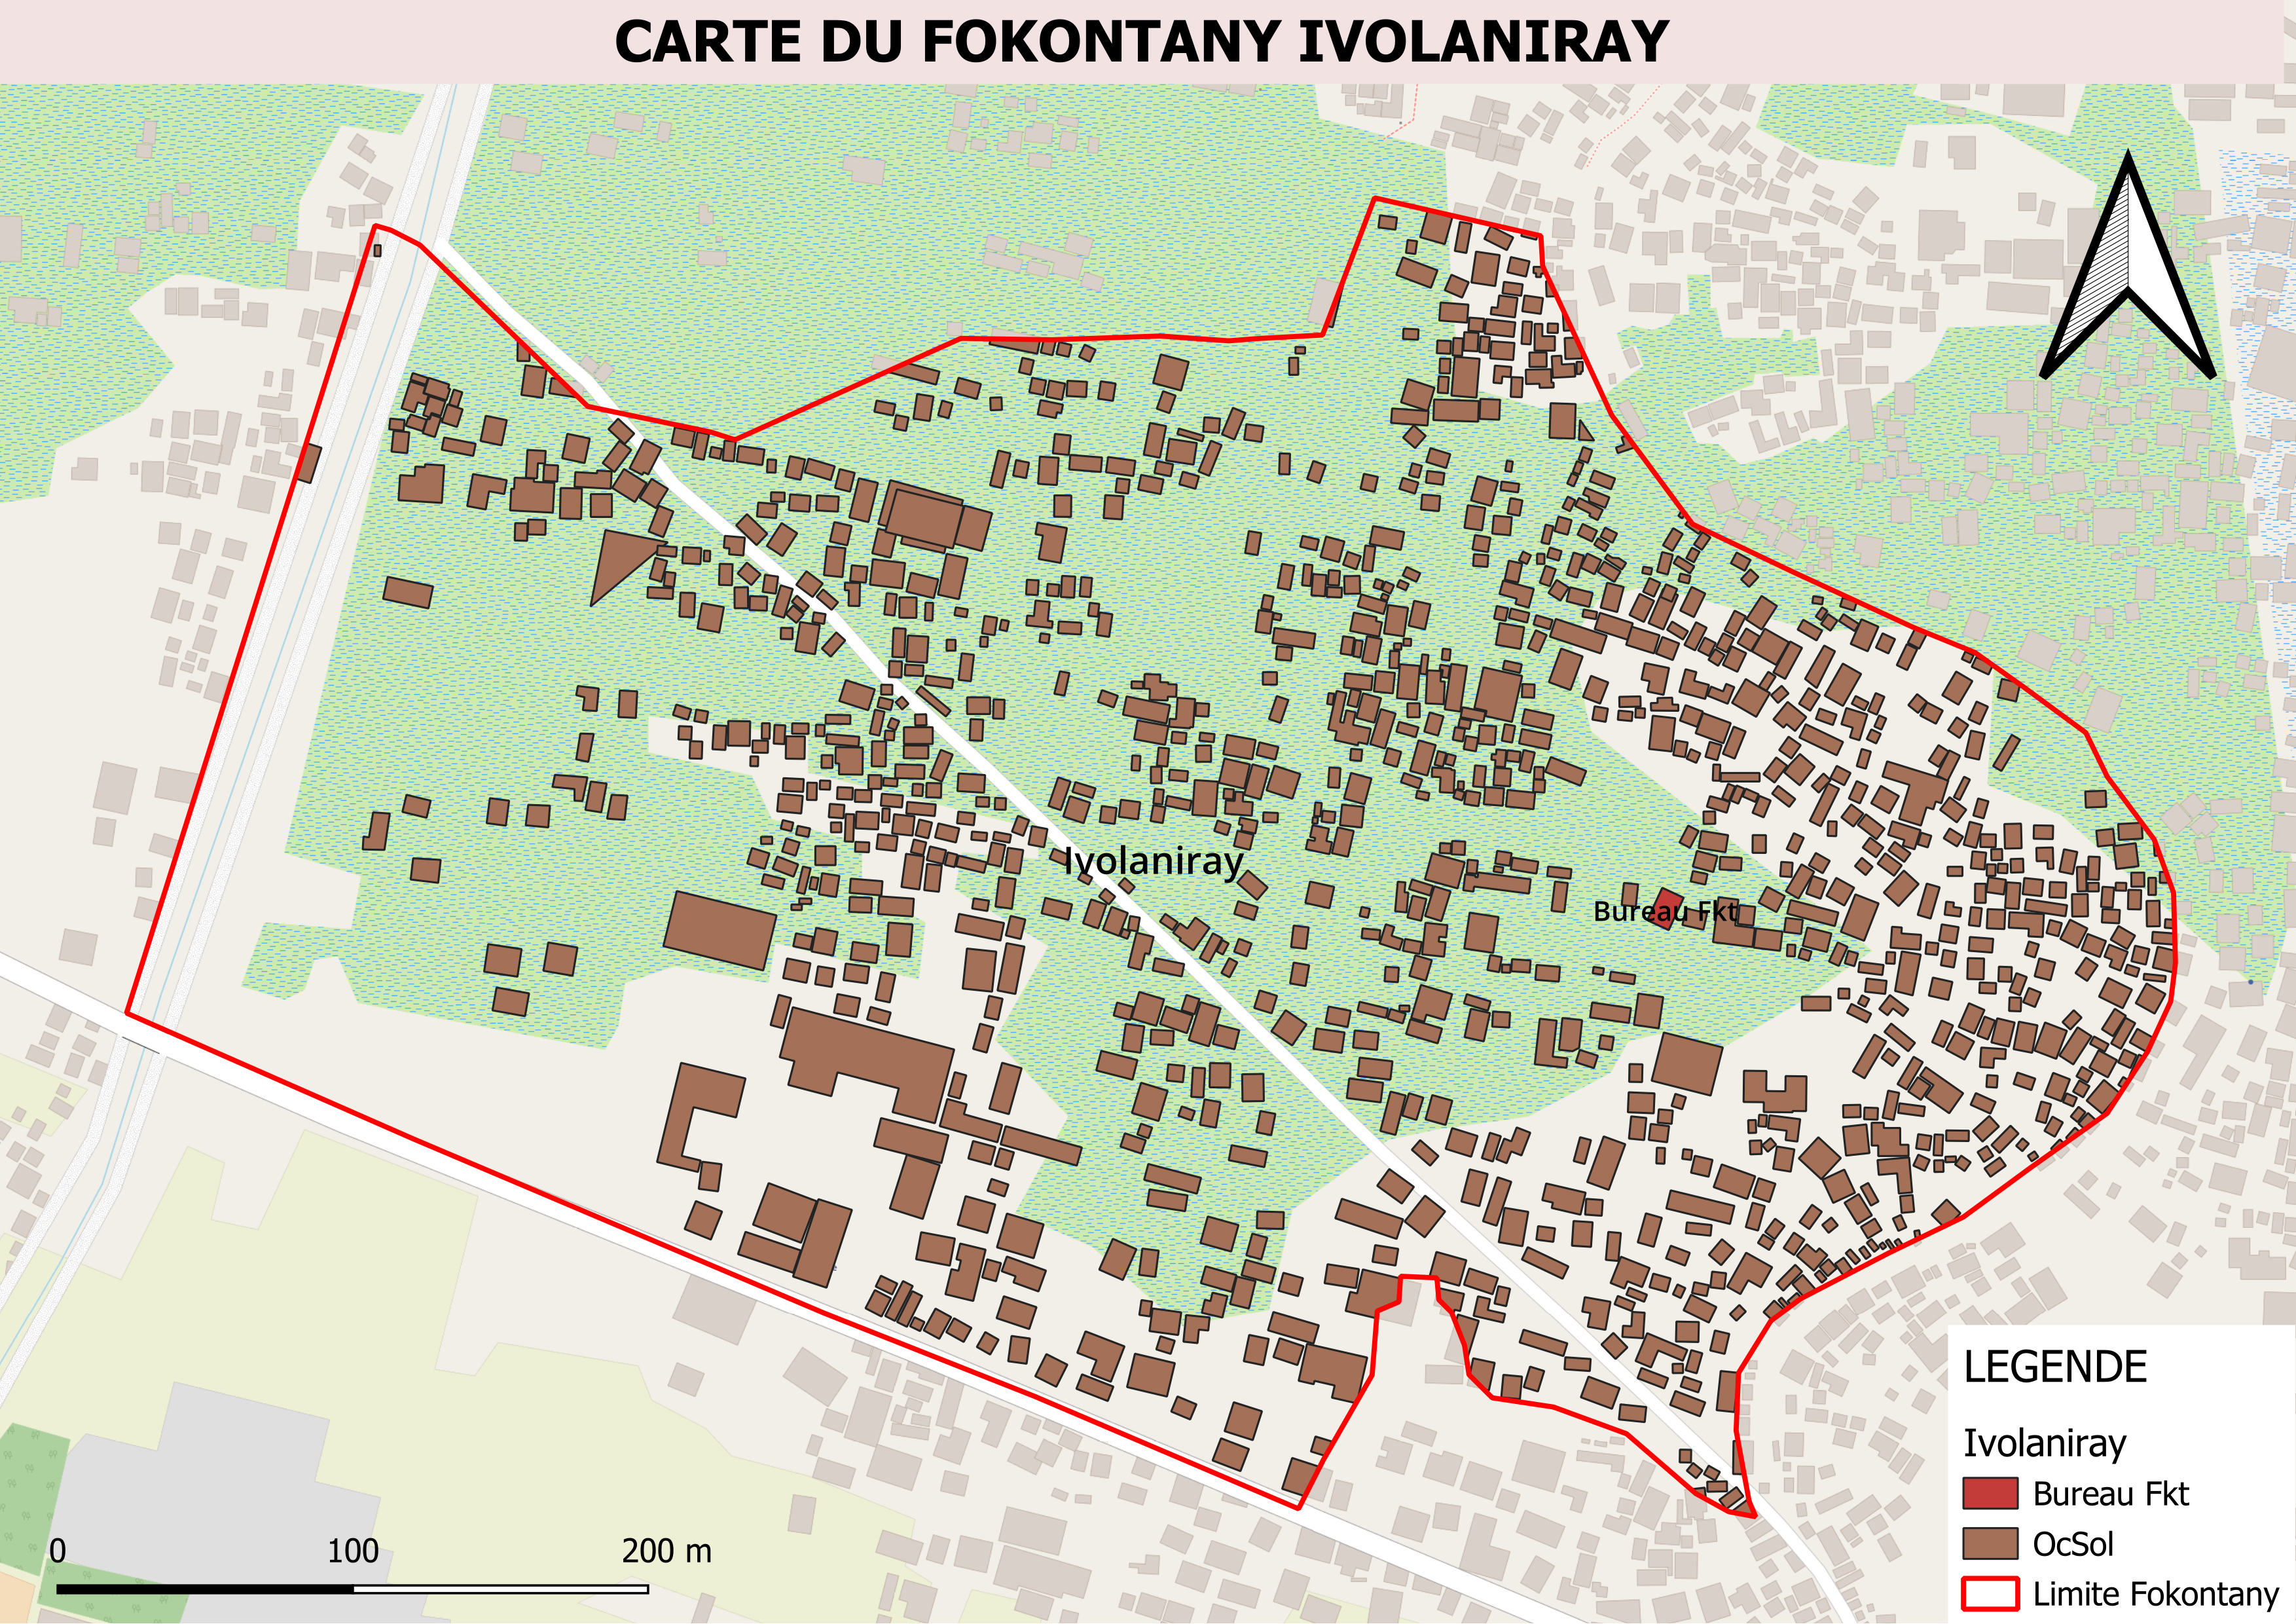 CARTE DU FOKONTANY IVOLANIRAY
Ivolaniray
Bureau Fkt
LEGENDE
Ivolaniray
Bureau Fkt
OcSol
Limite Fokontany
0 100 200 m